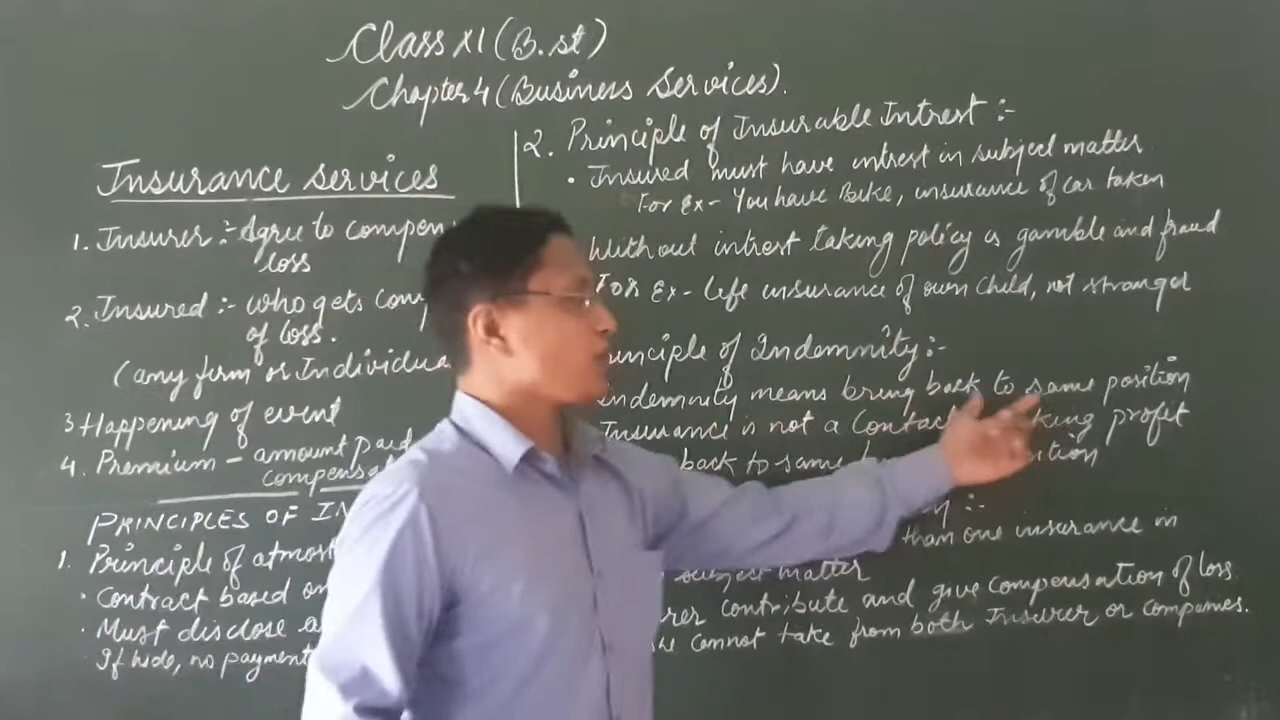 Class XI (B.st)
Chapter 4 (Business Services).
Insurance services
1. Insurer :- Agree to compen
loss
2. Insured :- who gets com
of loss.
(any firm or Individua
3 Happening of event
4. Premium - amount paid
compensa
PRINCIPLES OF IN
1. Principle of atmost
• Contract based on
• Must disclose a
• If hide, no payment
2. Principle of Insurable Intrest :-
• Insured must have intrest in subject matter
For Ex - You have Bike, insurance of car taken
Without intrest taking policy is gamble and fraud
For Ex - Life insurance of own child, not stranger
inciple of Indemnity :-
Indemnity means bring back to same position
Insurance is not a Contac king profit
back to same ition
:-
than one insurance in
subject matter
rer contribute and give compensation of loss.
cannot take from both Insurer or companies.